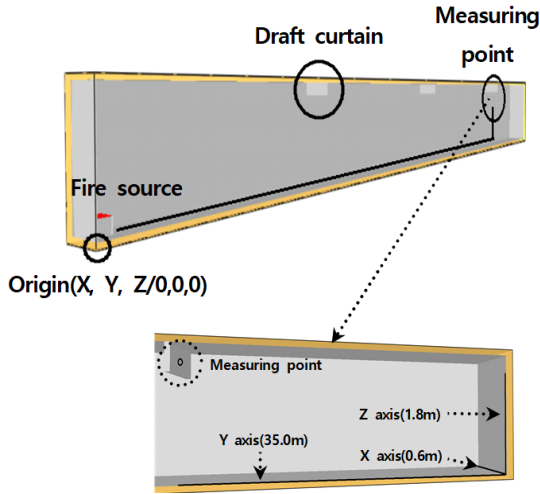 Measuring
point
Draft curtain
Fire source
Origin(X, Y, Z/0,0,0)
Measuring point
Z axis(1.8m)
Y axis(35.0m)
X axis(0.6m)